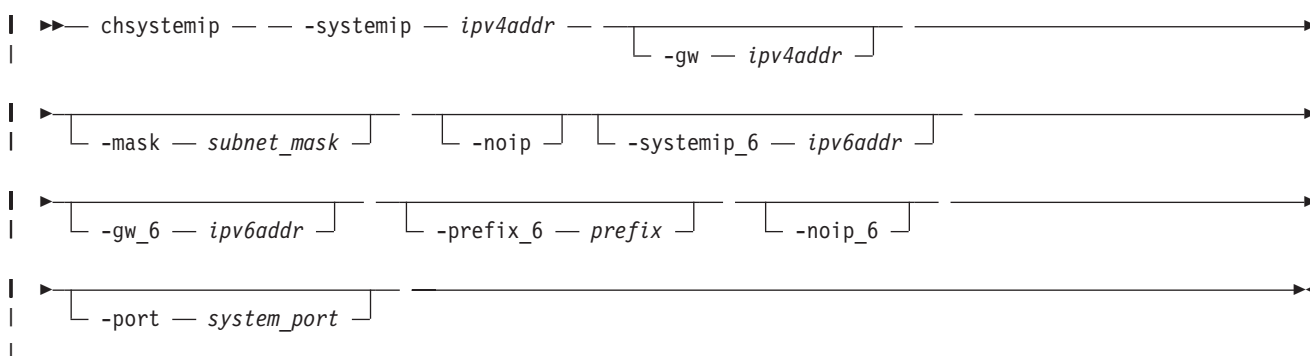 chsystemip -systemip ipv4addr
-gw ipv4addr
-mask subnet_mask -noip -systemip_6 ipv6addr
-gw_6 ipv6addr -prefix_6 prefix -noip_6
-port system_port